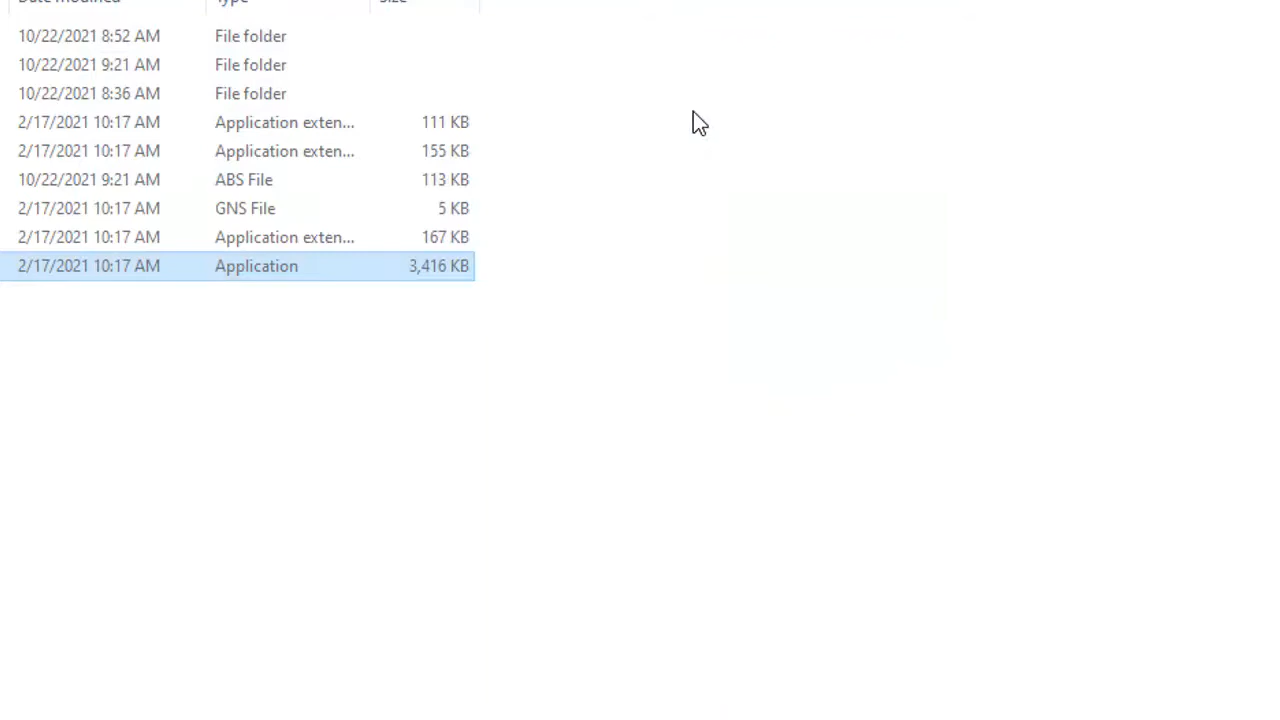 Date modified Type Size
10/22/2021 8:52 AM File folder
10/22/2021 9:21 AM File folder
10/22/2021 8:36 AM File folder
2/17/2021 10:17 AM Application exten... 111 KB
2/17/2021 10:17 AM Application exten... 155 KB
10/22/2021 9:21 AM ABS File 113 KB
2/17/2021 10:17 AM GNS File 5 KB
2/17/2021 10:17 AM Application exten... 167 KB
2/17/2021 10:17 AM Application 3,416 KB